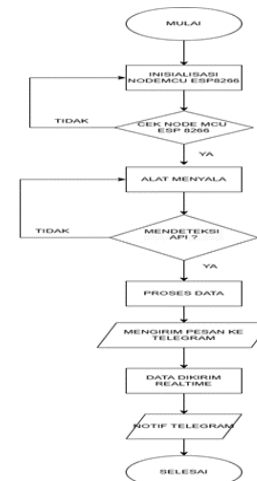 MULAI
INISIALISASI
NODEMCU ESP8266
CEK NODE MCU
ESP 8266
TIDAK
YA
ALAT MENYALA
MENDETEKSI
API ?
TIDAK
YA
PROSES DATA
MENGIRIM PESAN KE
TELEGRAM
DATA DIKIRIM
REALTIME
NOTIF TELEGRAM
SELESAI